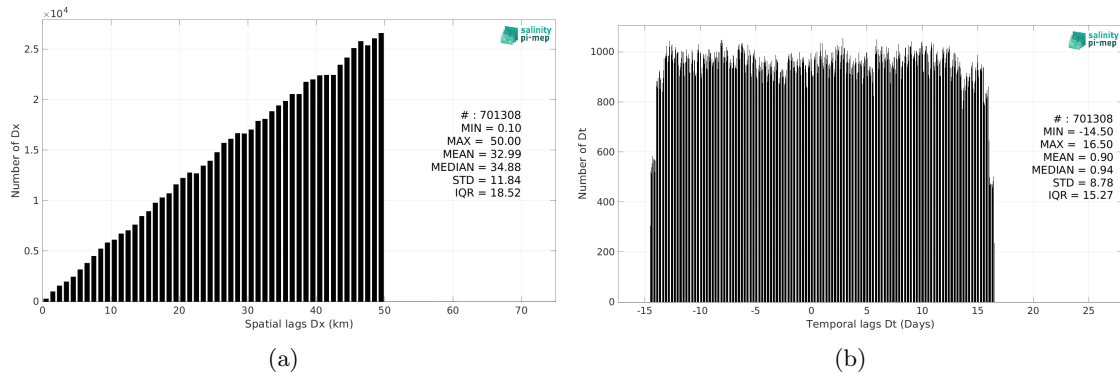 ×10⁴
salinity
pi-mep
2.5
2
1.5
1
0.5
0
Number of Dx
# : 701308
MIN = 0.10
MAX = 50.00
MEAN = 32.99
MEDIAN = 34.88
STD = 11.84
IQR = 18.52
0 10 20 30 40 50 60 70
Spatial lags Dx (km)
(a)
salinity
pi-mep
1000
800
600
400
200
0
Number of Dt
# : 701308
MIN = -14.50
MAX = 16.50
MEAN = 0.90
MEDIAN = 0.94
STD = 8.78
IQR = 15.27
-15 -10 -5 0 5 10 15 20 25
Temporal lags Dt (Days)
(b)